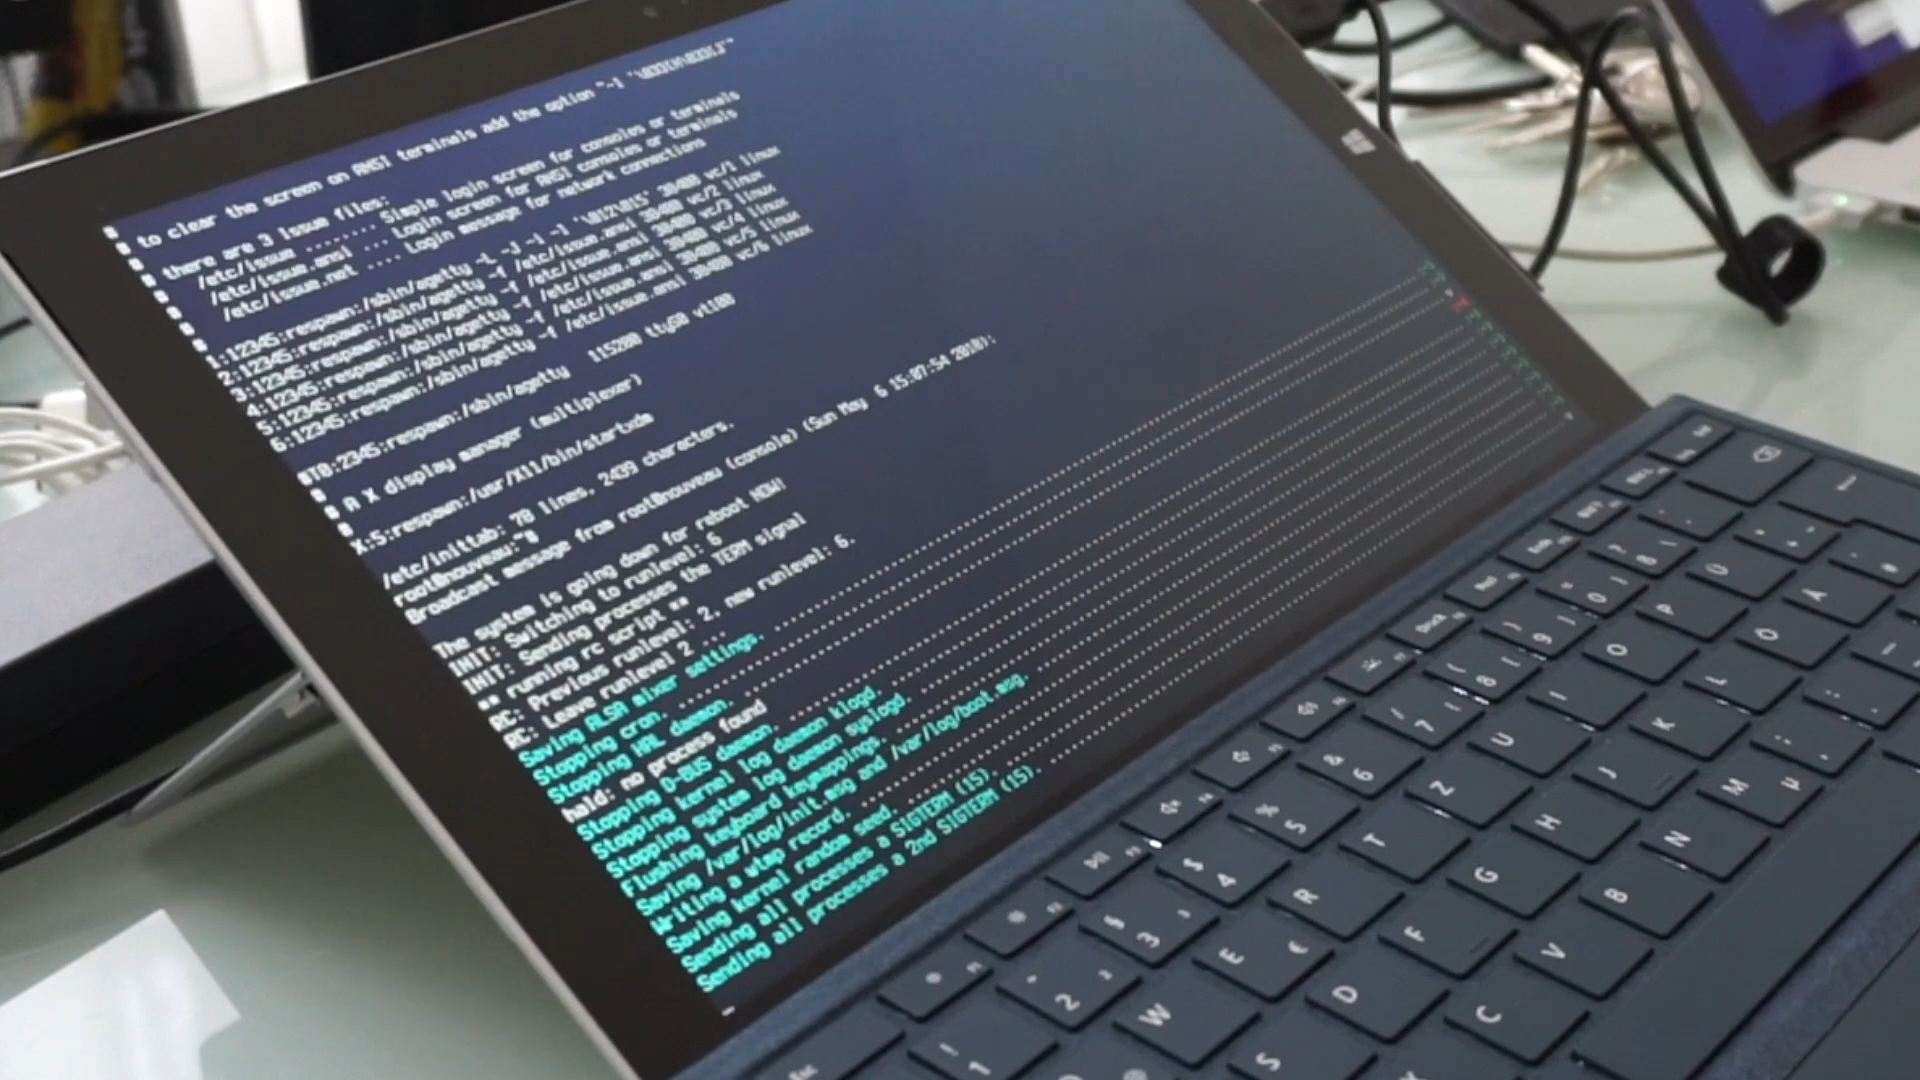 # to clear the screen on ANSI terminals add the option "-I '\033(H\033(J'"
#
# there are 3 issue files:
# /etc/issue ........ Simple login screen for consoles or terminals
# /etc/issue.ansi ... Login screen for ANSI consoles or terminals
# /etc/issue.net .... Login message for network connections
#
1:12345:respawn:/sbin/agetty -L -J -i -I '\012\015' 38400 vc/1 linux
2:12345:respawn:/sbin/agetty -f /etc/issue.ansi 38400 vc/2 linux
3:12345:respawn:/sbin/agetty -f /etc/issue.ansi 38400 vc/3 linux
4:12345:respawn:/sbin/agetty -f /etc/issue.ansi 38400 vc/4 linux
5:12345:respawn:/sbin/agetty -f /etc/issue.ansi 38400 vc/5 linux
6:12345:respawn:/sbin/agetty -f /etc/issue.ansi 38400 vc/6 linux
#T0:2345:respawn:/sbin/agetty 115200 ttyS0 vt100
#
# A X display manager (multiplexer)
#
X:5:respawn:/usr/X11/bin/startxdm
/etc/inittab: 78 lines, 2439 characters.
root@nouveau:~#
Broadcast message from root@nouveau (console) (Sun May 6 15:07:54 2018):
The system is going down for reboot NOW!
INIT: Switching to runlevel: 6
INIT: Sending processes the TERM signal
** running rc script **
RC: Previous runlevel: 2, new runlevel: 6.
RC: Leave runlevel 2 ...
Saving ALSA mixer settings.
Stopping cron.
Stopping HAL daemon.
hald: no process found
Stopping D-BUS daemon.
Stopping kernel log daemon klogd.
Stopping system log daemon syslogd.
Flushing keyboard keymappings.
Saving /var/log/init.msg and /var/log/boot.msg.
Writing a wtmp record.
Saving kernel random seed.
Sending all processes a SIGTERM (15).
Sending all processes a 2nd SIGTERM (15).